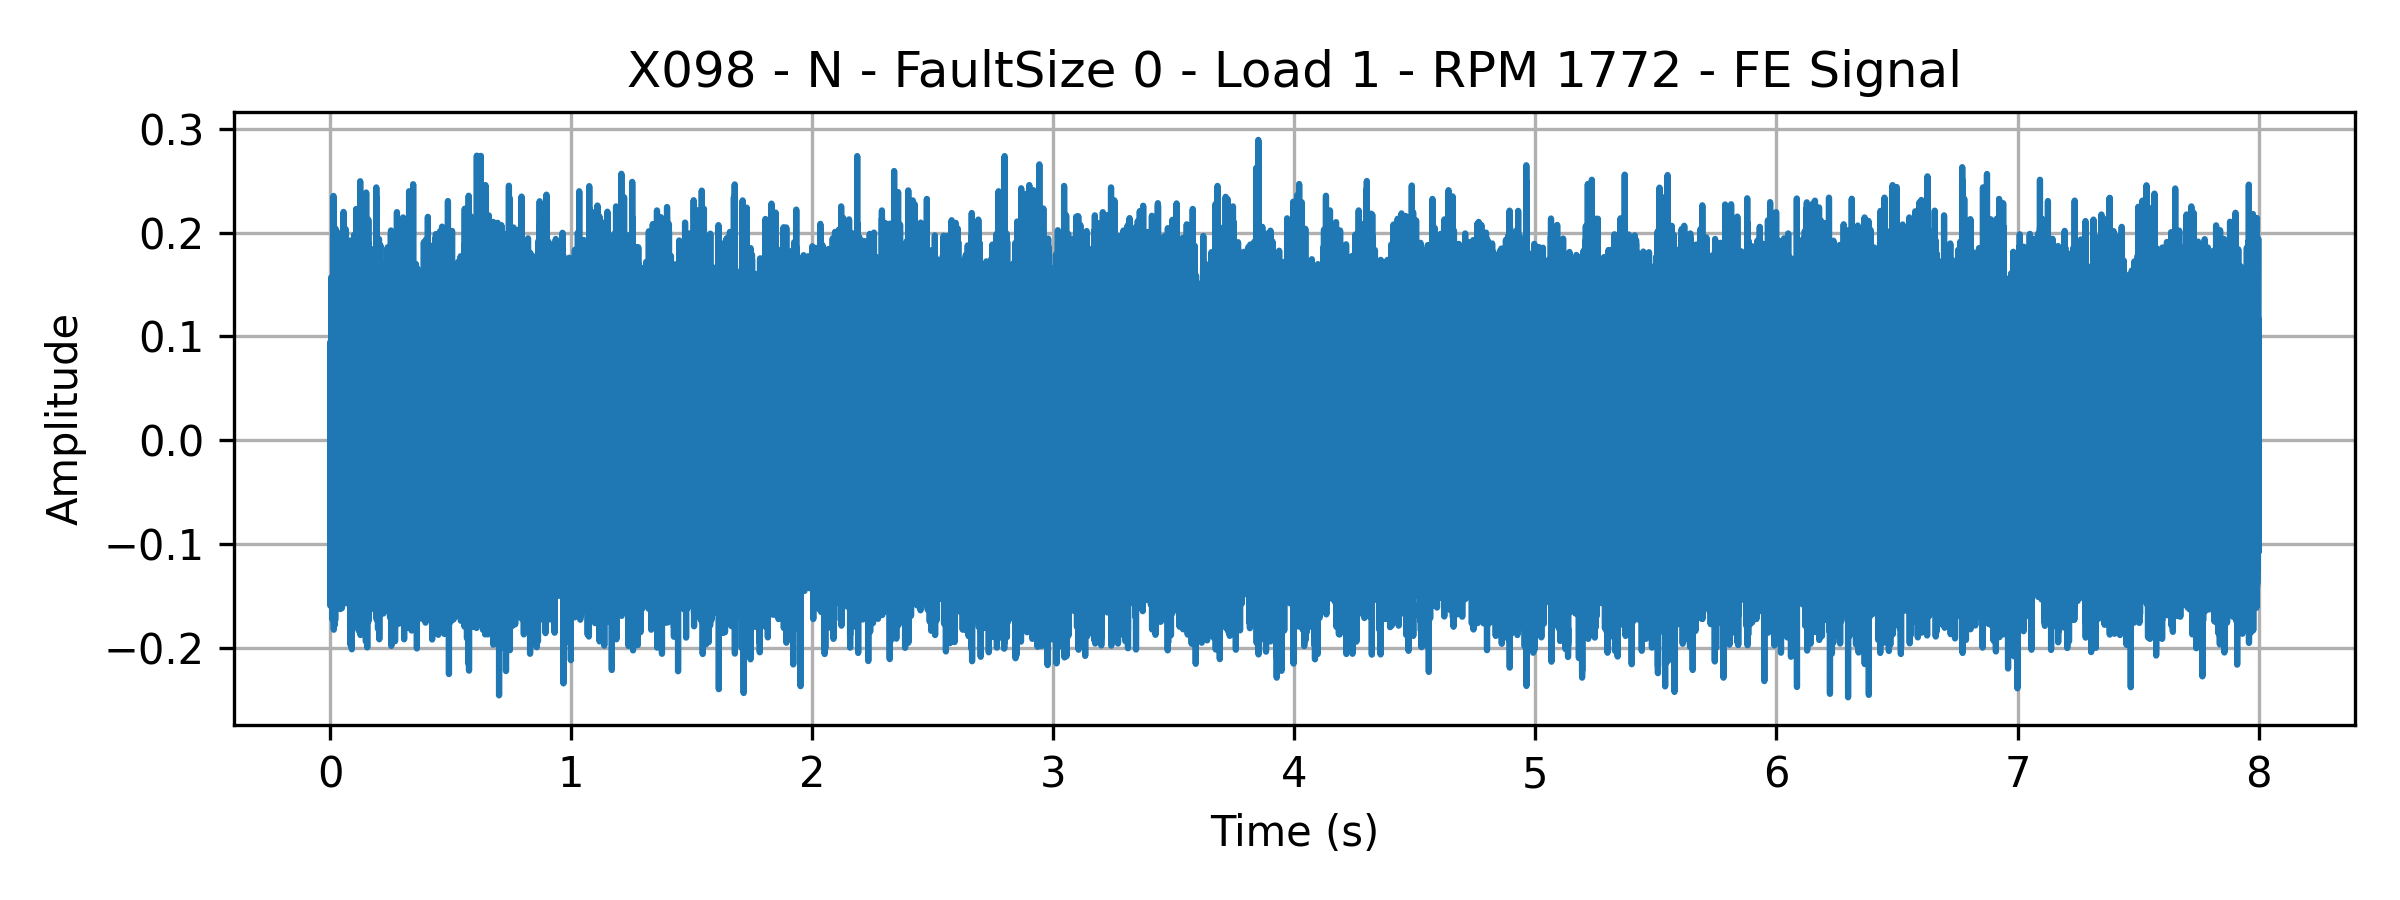 X098 - N - FaultSize 0 - Load 1 - RPM 1772 - FE Signal
0.3
0.2
0.1
0.0
−0.1
−0.2
Amplitude
0 1 2 3 4 5 6 7 8
Time (s)